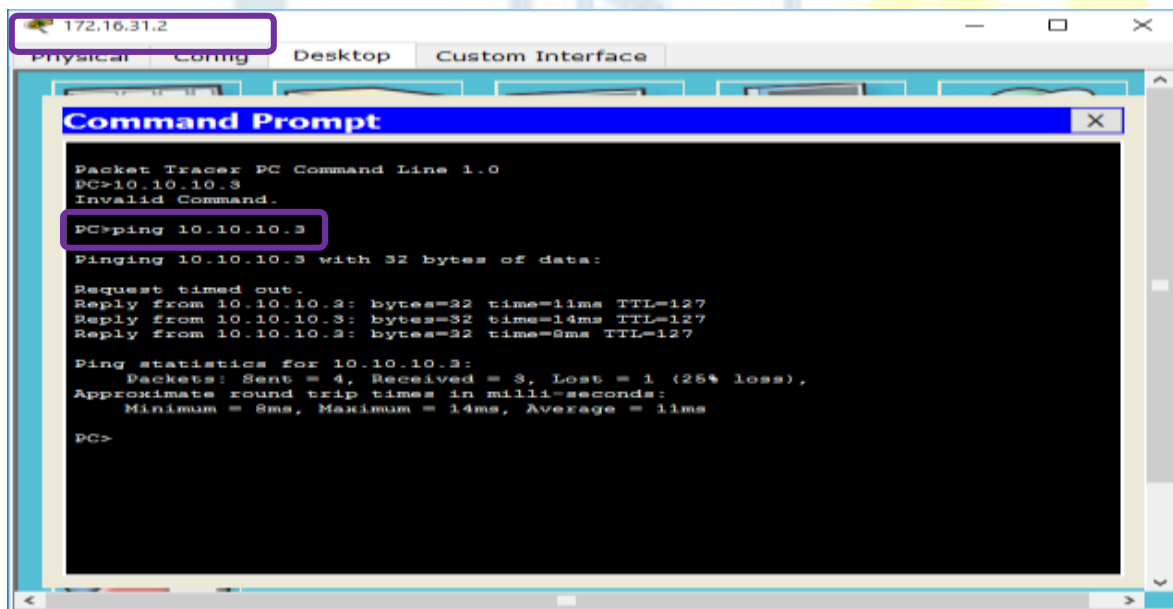 172.16.31.2
Physical Config Desktop Custom Interface
Command Prompt
Packet Tracer PC Command Line 1.0
PC>10.10.10.3
Invalid Command.
PC>ping 10.10.10.3
Pinging 10.10.10.3 with 32 bytes of data:
Request timed out.
Reply from 10.10.10.3: bytes=32 time=11ms TTL=127
Reply from 10.10.10.3: bytes=32 time=14ms TTL=127
Reply from 10.10.10.3: bytes=32 time=8ms TTL=127
Ping statistics for 10.10.10.3:
Packets: Sent = 4, Received = 3, Lost = 1 (25% loss),
Approximate round trip times in milli-seconds:
Minimum = 8ms, Maximum = 14ms, Average = 11ms
PC>